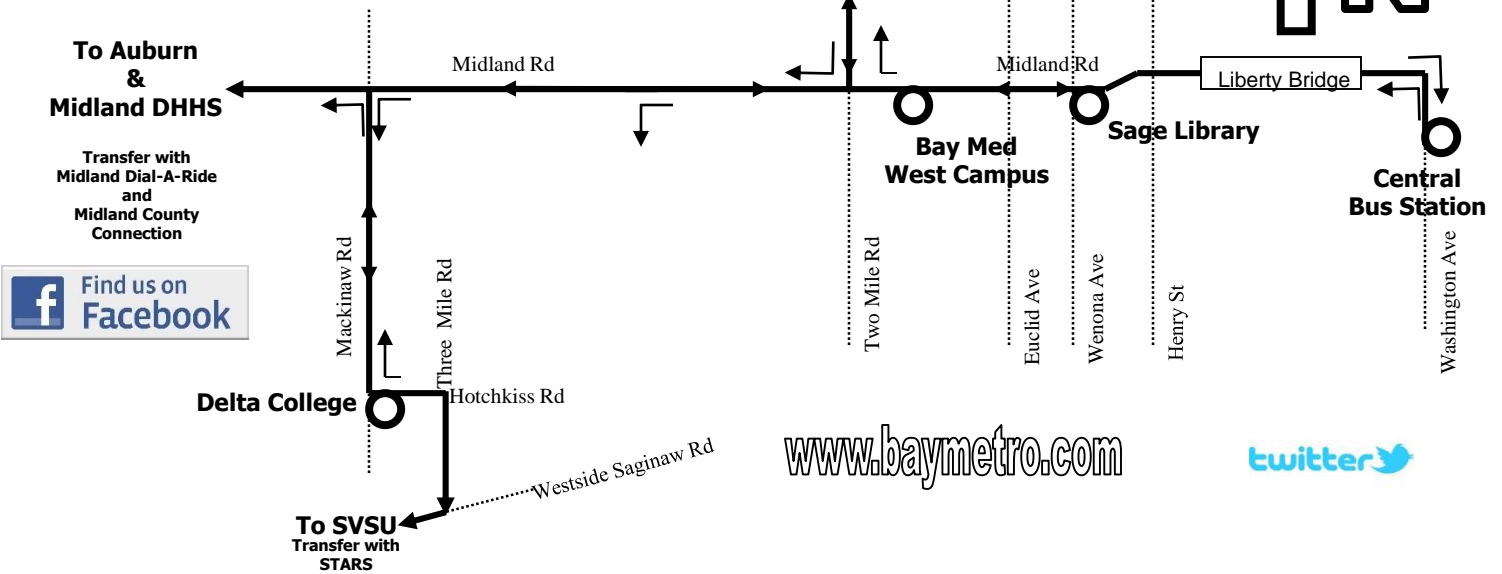 To Auburn
&
Midland DHHS
Transfer with
Midland Dial-A-Ride
and
Midland County
Connection
Find us on
Facebook
Midland Rd
Midland Rd
Liberty Bridge
Bay Med
West Campus
Sage Library
Central
Bus Station
Mackinaw Rd
Three Mile Rd
Two Mile Rd
Euclid Ave
Wenona Ave
Henry St
Washington Ave
Delta College
Hotchkiss Rd
Westside Saginaw Rd
To SVSU
Transfer with
STARS
www.baymetro.com
twitter